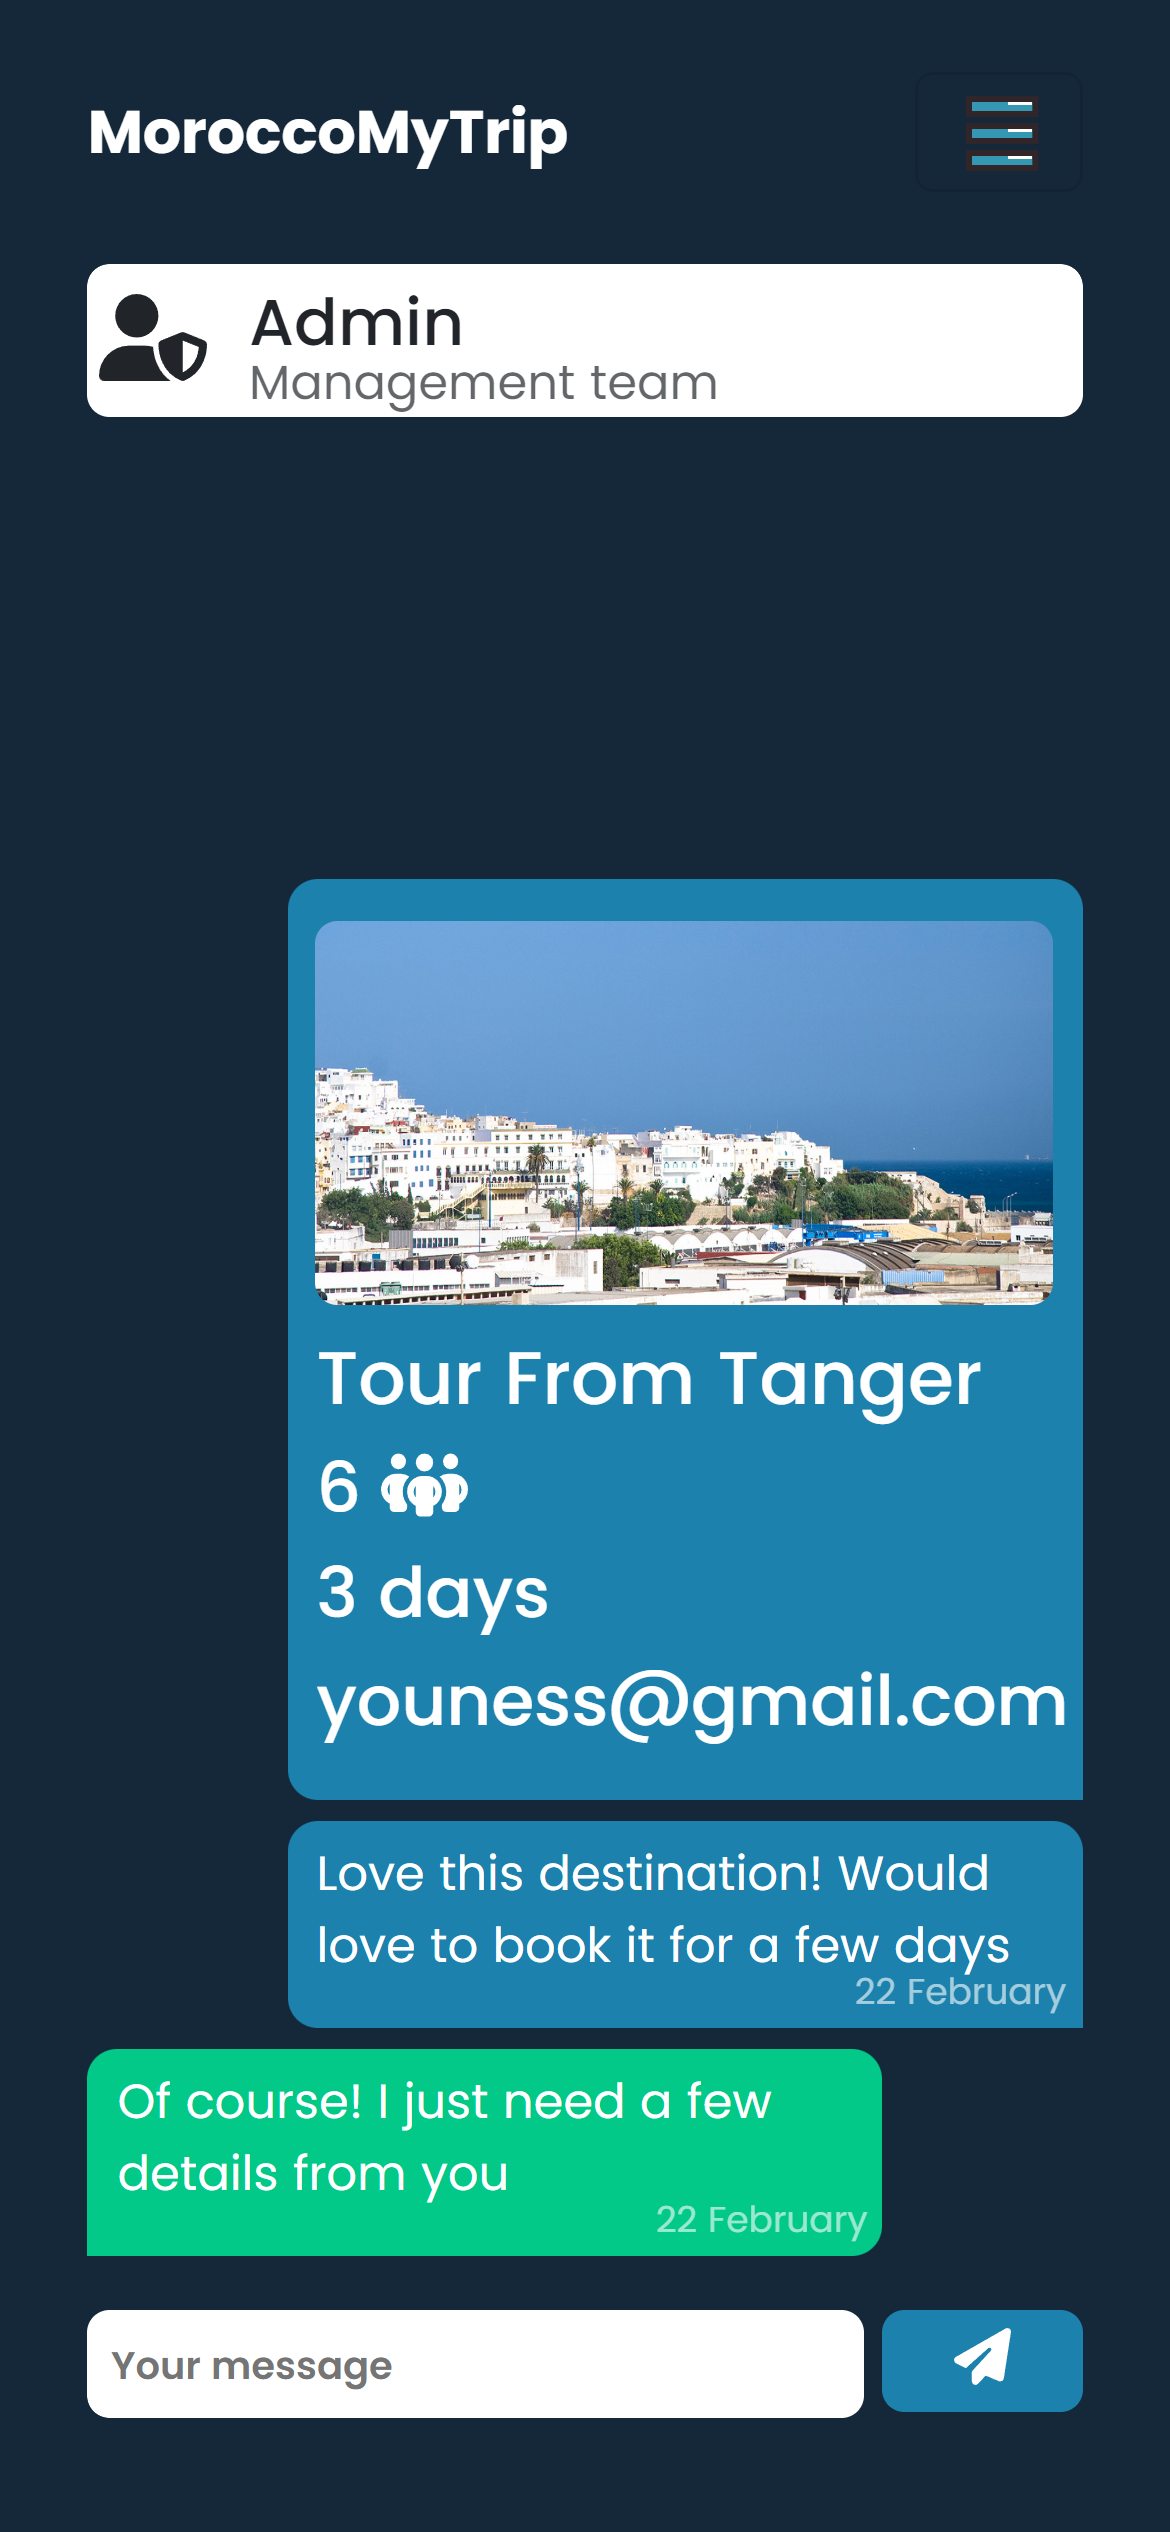 MoroccoMyTrip
Admin
Management team
Tour From Tanger
6
3 days
youness@gmail.com
Love this destination! Would
love to book it for a few days
22 February
Of course! I just need a few
details from you
22 February
Your message